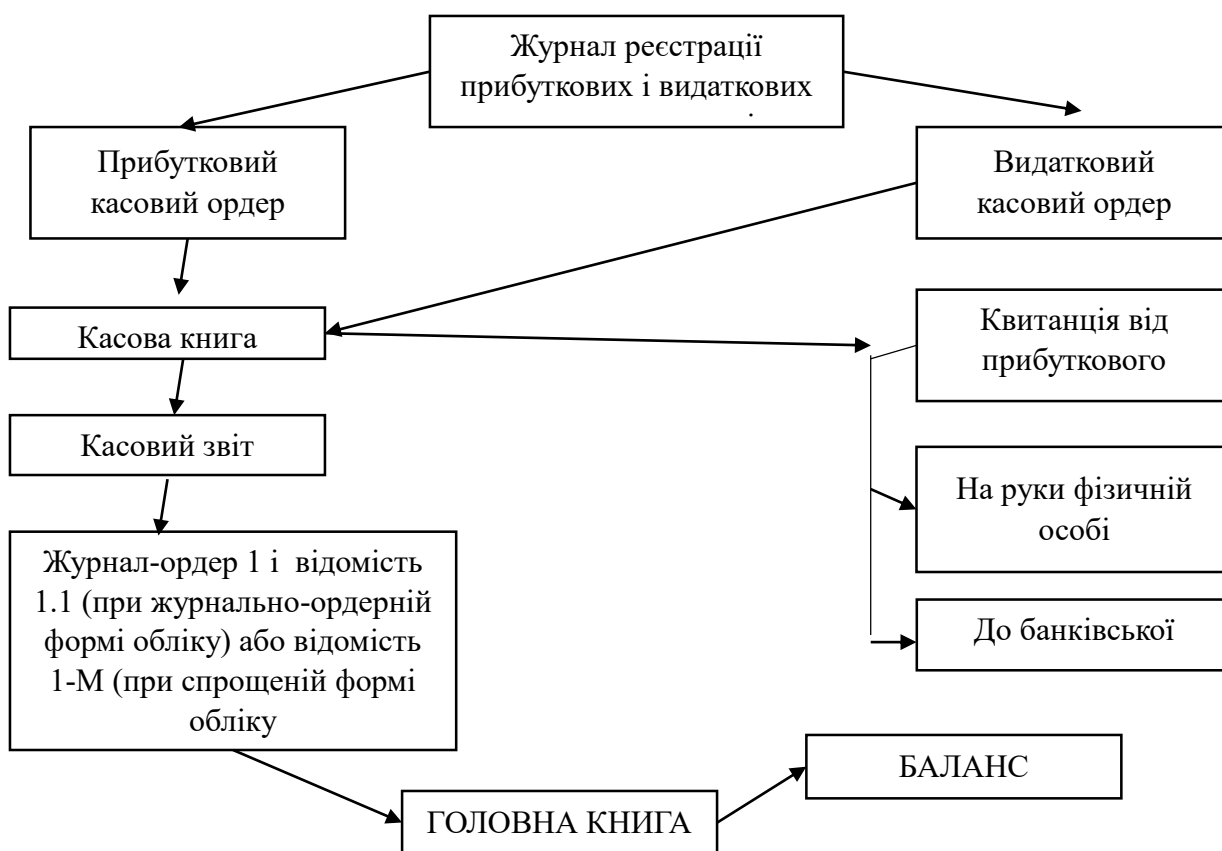 Журнал реєстрації
прибуткових і видаткових
Прибутковий
касовий ордер
Видатковий
касовий ордер
Касова книга
Квитанція від
прибуткового
Касовий звіт
На руки фізичній
особі
Журнал-ордер 1 і відомість
1.1 (при журнально-ордерній
формі обліку) або відомість
1-М (при спрощеній формі
обліку
До банківської
БАЛАНС
ГОЛОВНА КНИГА